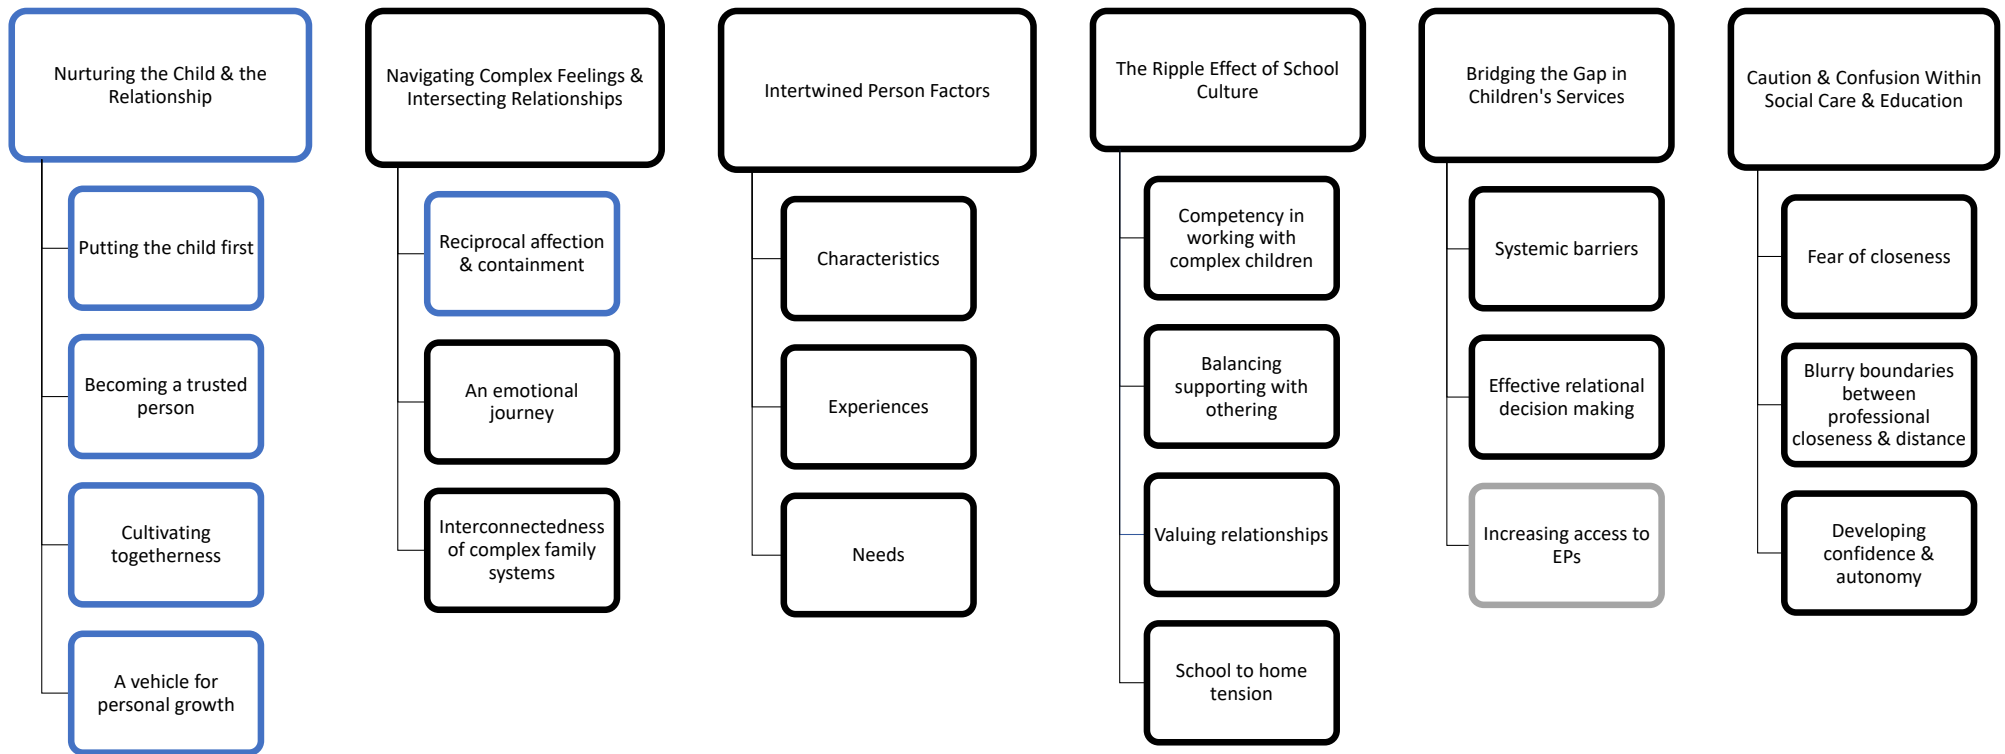 Nurturing the Child & the
Relationship
Putting the child first
Becoming a trusted
person
Cultivating
togetherness
A vehicle for
personal growth
Navigating Complex Feelings &
Intersecting Relationships
Reciprocal affection
& containment
An emotional
journey
Interconnectedness
of complex family
systems
Intertwined Person Factors
Characteristics
Experiences
Needs
The Ripple Effect of School
Culture
Competency in
working with
complex children
Balancing
supporting with
othering
Valuing relationships
School to home
tension
Bridging the Gap in
Children's Services
Systemic barriers
Effective relational
decision making
Increasing access to
EPs
Caution & Confusion Within
Social Care & Education
Fear of closeness
Blurry boundaries
between
professional
closeness & distance
Developing
confidence &
autonomy